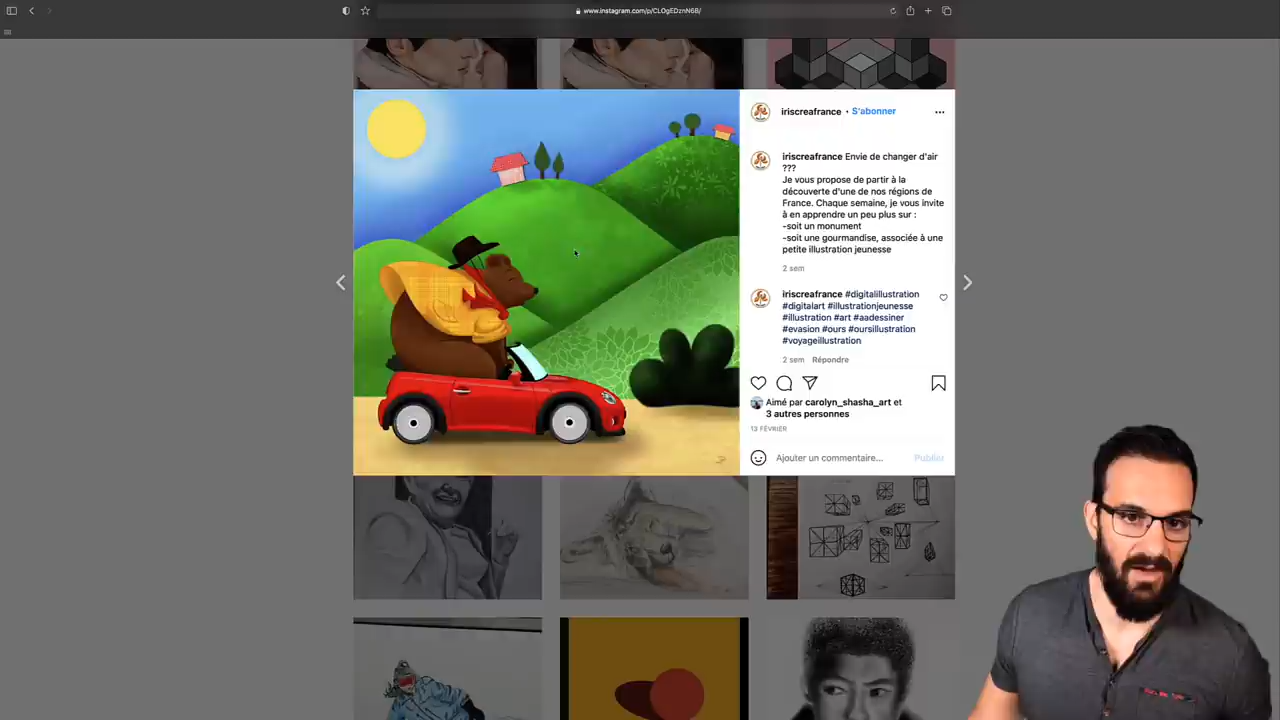 www.instagram.com/p/CLOgEDznN6B/
iriscreafrance • S'abonner
iriscreafrance Envie de changer d'air
???
Je vous propose de partir à la
découverte d'une de nos régions de
France. Chaque semaine, je vous invite
à en apprendre un peu plus sur :
-soit un monument
-soit une gourmandise, associée à une
petite illustration jeunesse
2 sem
iriscreafrance #digitalillustration
#digitalart #illustrationjeunesse
#illustration #art #aadessiner
#evasion #ours #oursillustration
#voyageillustration
2 sem Répondre
Aimé par carolyn_shasha_art et
3 autres personnes
13 FÉVRIER
Ajouter un commentaire... Publier